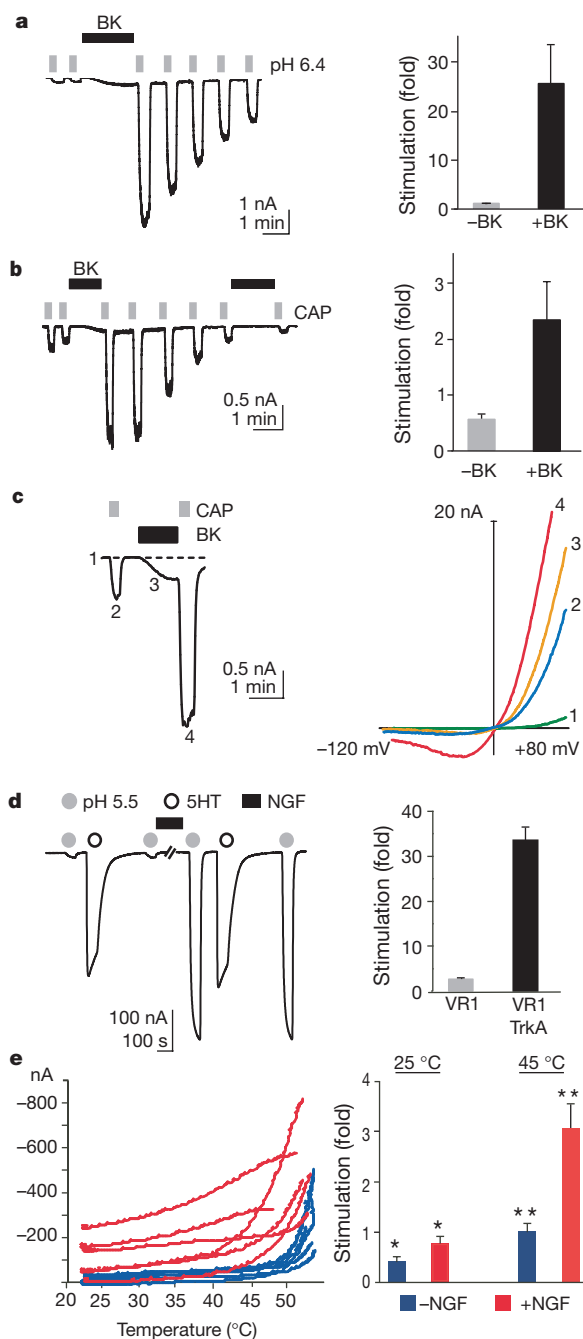 a
BK
pH 6.4
1 nA
1 min
Stimulation (fold)
30
20
10
0
–BK +BK
b
BK
CAP
0.5 nA
1 min
Stimulation (fold)
3
2
1
0
–BK +BK
c
CAP
BK
1
2
3
4
0.5 nA
1 min
20 nA
4
3
2
1
–120 mV
+80 mV
d
pH 5.5 5HT NGF
100 nA
100 s
Stimulation (fold)
40
30
20
10
0
VR1 VR1
TrkA
e
nA
–800
–600
–400
–200
20 25 30 35 40 45 50
Temperature (°C)
25 °C 45 °C
Stimulation (fold)
4
3
2
1
0
* * ** **
–NGF +NGF